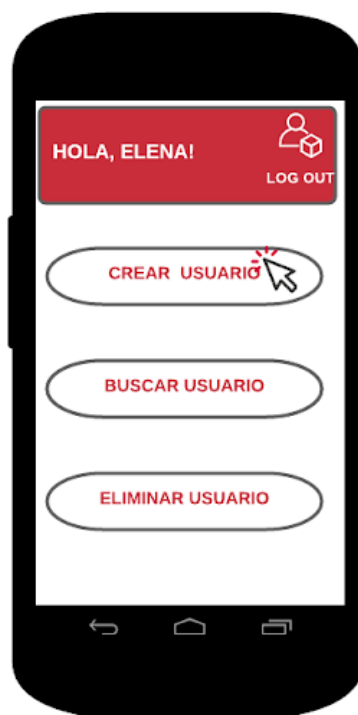 HOLA, ELENA!
LOG OUT
CREAR USUARIO
BUSCAR USUARIO
ELIMINAR USUARIO